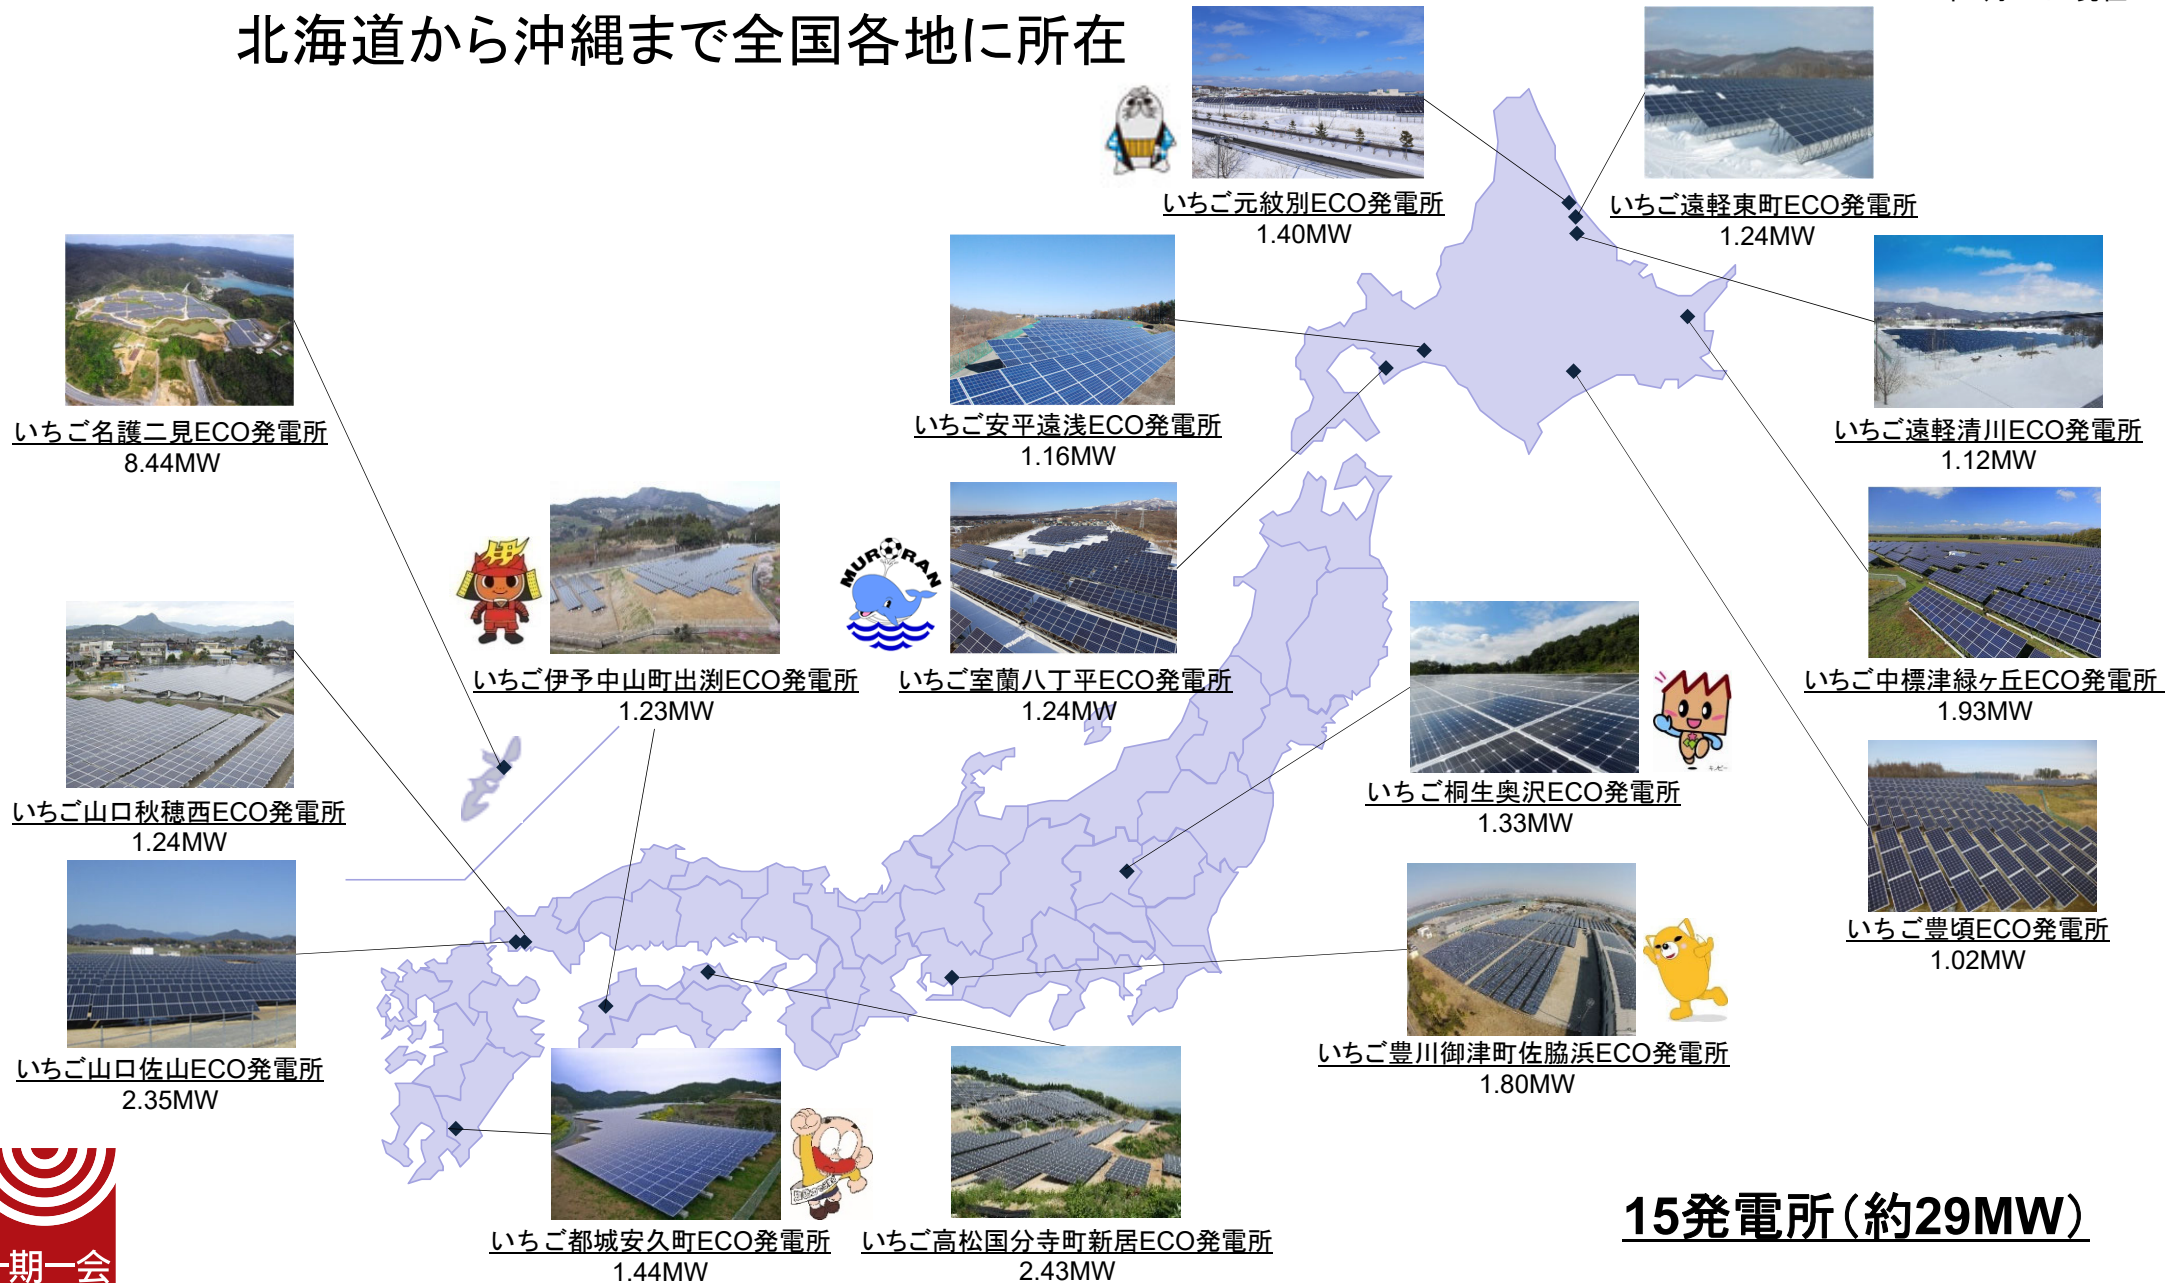 北海道から沖縄まで全国各地に所在
いちご元紋別ECO発電所
1.40MW
いちご遠軽東町ECO発電所
1.24MW
いちご名護二見ECO発電所
8.44MW
いちご安平遠浅ECO発電所
1.16MW
いちご遠軽清川ECO発電所
1.12MW
MURORAN
いちご伊予中山町出渕ECO発電所
1.23MW
いちご室蘭八丁平ECO発電所
1.24MW
いちご中標津緑ヶ丘ECO発電所
1.93MW
いちご山口秋穂西ECO発電所
1.24MW
いちご桐生奥沢ECO発電所
1.33MW
いちご豊頃ECO発電所
1.02MW
いちご山口佐山ECO発電所
2.35MW
いちご豊川御津町佐脇浜ECO発電所
1.80MW
いちご都城安久町ECO発電所
1.44MW
いちご高松国分寺町新居ECO発電所
2.43MW
15発電所（約29MW）
一期一会